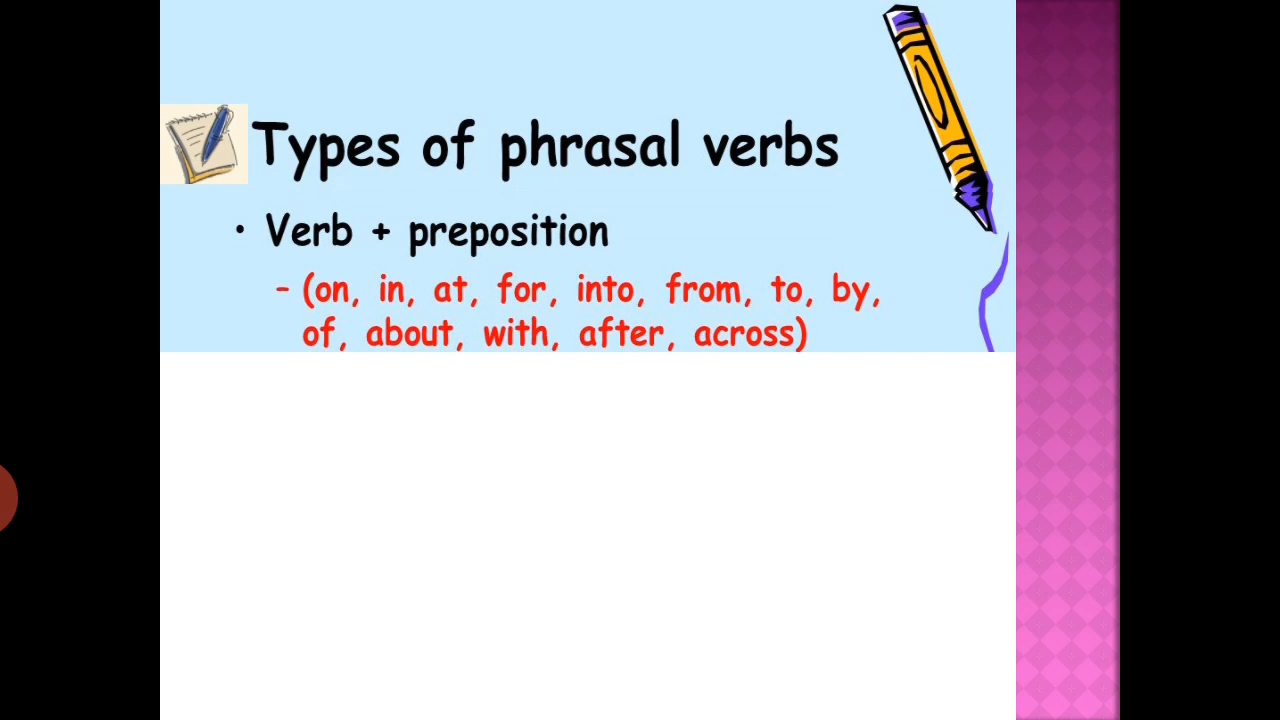 Types of phrasal verbs
• Verb + preposition
– (on, in, at, for, into, from, to, by,
of, about, with, after, across)